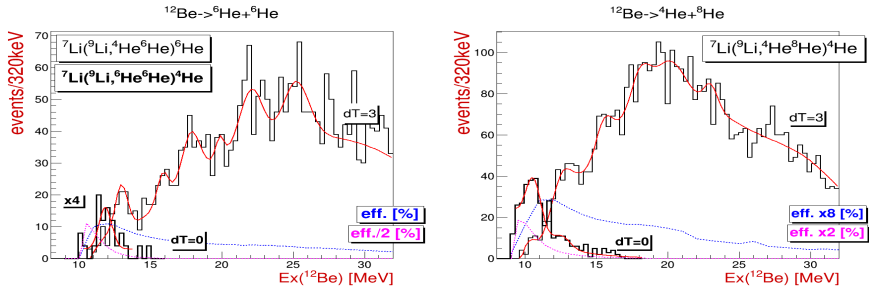 ¹²Be->⁶He+⁶He
events/320keV
70
60
50
40
30
20
10
0
⁷Li(⁹Li,⁴He⁶He)⁶He
⁷Li(⁹Li,⁶He⁶He)⁴He
dT=3
x4
eff. [%]
eff./2 [%]
dT=0
10 15 20 25 30
Ex(¹²Be) [MeV]
¹²Be->⁴He+⁸He
events/320keV
100
80
60
40
20
0
⁷Li(⁹Li,⁴He⁸He)⁴He
dT=3
eff. x8 [%]
eff. x2 [%]
dT=0
10 15 20 25 30
Ex(¹²Be) [MeV]